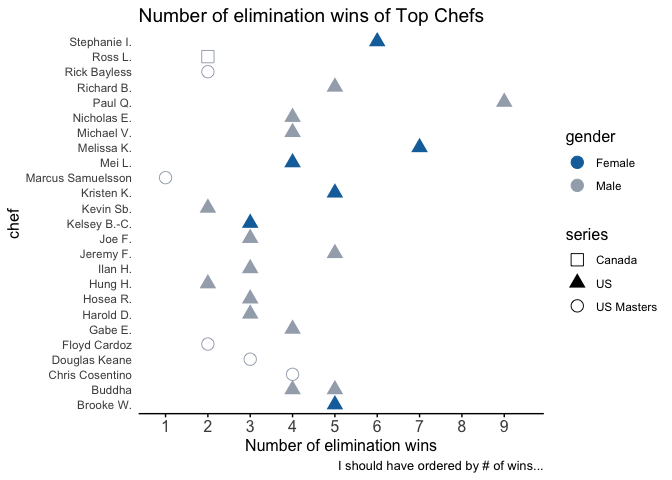 Number of elimination wins of Top Chefs
Stephanie I.
Ross L.
Rick Bayless
Richard B.
Paul Q.
Nicholas E.
Michael V.
Melissa K.
Mei L.
Marcus Samuelsson
Kristen K.
Kevin Sb.
Kelsey B.-C.
Joe F.
Jeremy F.
Ilan H.
Hung H.
Hosea R.
Harold D.
Gabe E.
Floyd Cardoz
Douglas Keane
Chris Cosentino
Buddha
Brooke W.
chef
1 2 3 4 5 6 7 8 9
Number of elimination wins
I should have ordered by # of wins...
gender
Female
Male
series
Canada
US
US Masters